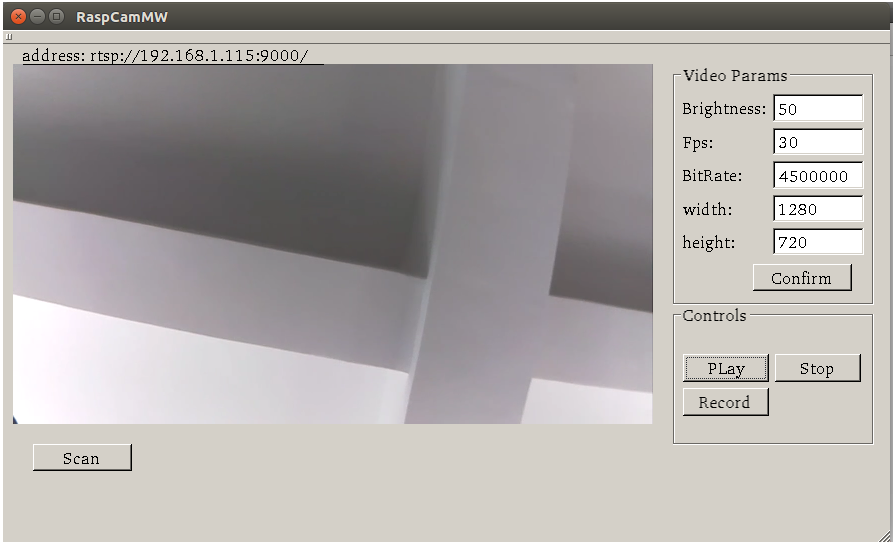 RaspCamMW
address: rtsp://192.168.1.115:9000/
Video Params
Brightness: 50
Fps: 30
BitRate: 4500000
width: 1280
height: 720
Confirm
Controls
PLay Stop
Record
Scan